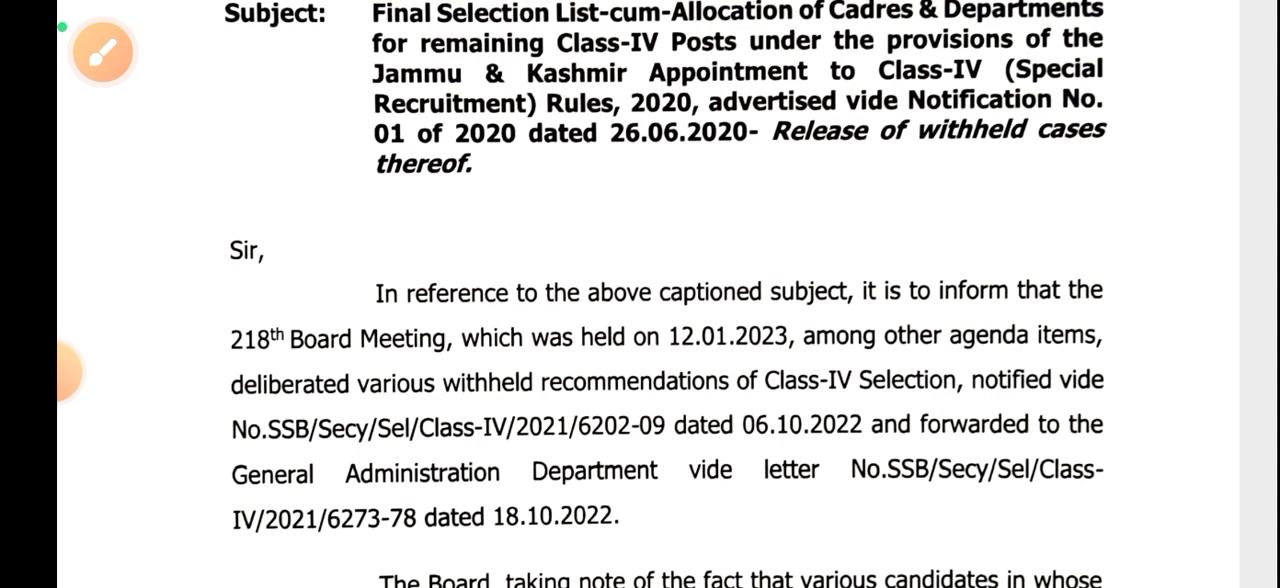 Subject: Final Selection List-cum-Allocation of Cadres & Departments
for remaining Class-IV Posts under the provisions of the
Jammu & Kashmir Appointment to Class-IV (Special
Recruitment) Rules, 2020, advertised vide Notification No.
01 of 2020 dated 26.06.2020- Release of withheld cases
thereof.
Sir,
In reference to the above captioned subject, it is to inform that the
218th Board Meeting, which was held on 12.01.2023, among other agenda items,
deliberated various withheld recommendations of Class-IV Selection, notified vide
No.SSB/Secy/Sel/Class-IV/2021/6202-09 dated 06.10.2022 and forwarded to the
General Administration Department vide letter No.SSB/Secy/Sel/Class-
IV/2021/6273-78 dated 18.10.2022.
The Board, taking note of the fact that various candidates in whose